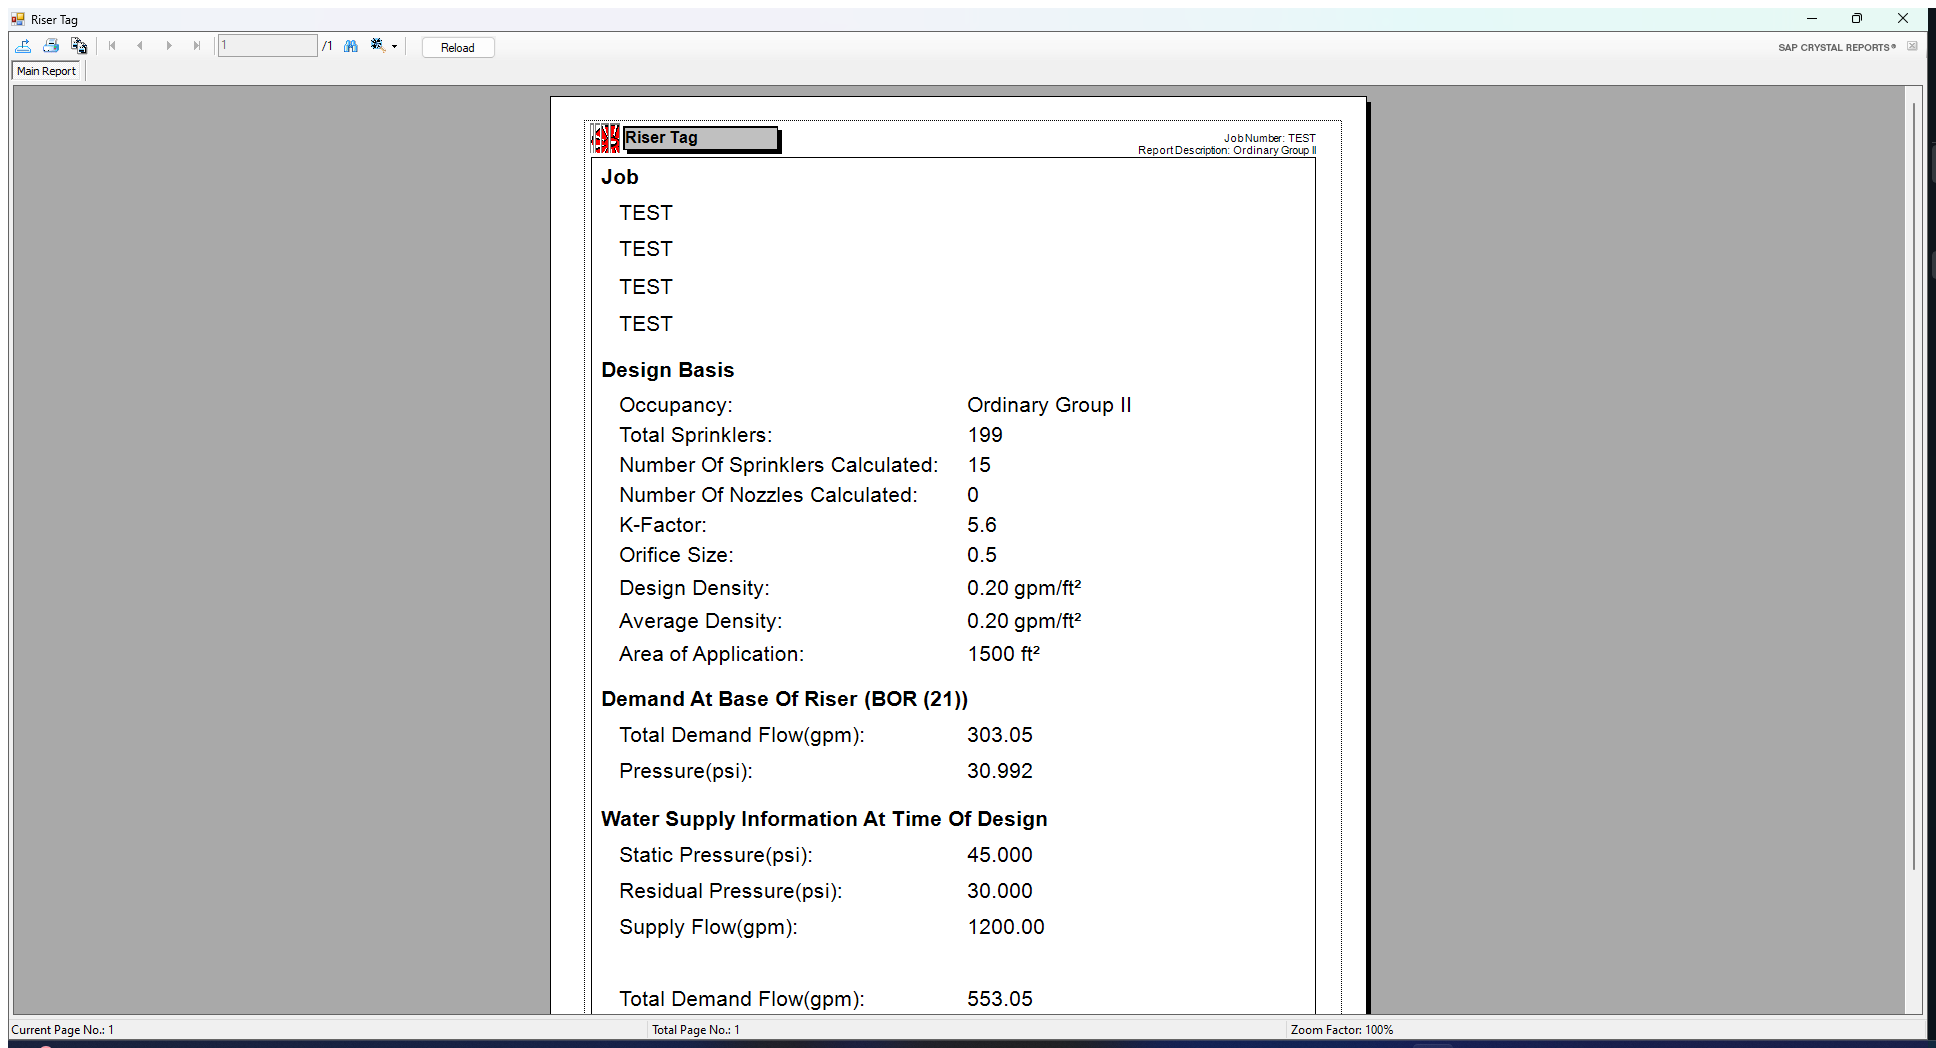 Riser Tag
1 /1 Reload SAP CRYSTAL REPORTS®
Main Report
Riser Tag
Job Number: TEST
Report Description: Ordinary Group II
Job
TEST
TEST
TEST
TEST
Design Basis
Occupancy: Ordinary Group II
Total Sprinklers: 199
Number Of Sprinklers Calculated: 15
Number Of Nozzles Calculated: 0
K-Factor: 5.6
Orifice Size: 0.5
Design Density: 0.20 gpm/ft²
Average Density: 0.20 gpm/ft²
Area of Application: 1500 ft²
Demand At Base Of Riser (BOR (21))
Total Demand Flow(gpm): 303.05
Pressure(psi): 30.992
Water Supply Information At Time Of Design
Static Pressure(psi): 45.000
Residual Pressure(psi): 30.000
Supply Flow(gpm): 1200.00
Total Demand Flow(gpm): 553.05
Current Page No.: 1 Total Page No.: 1 Zoom Factor: 100%